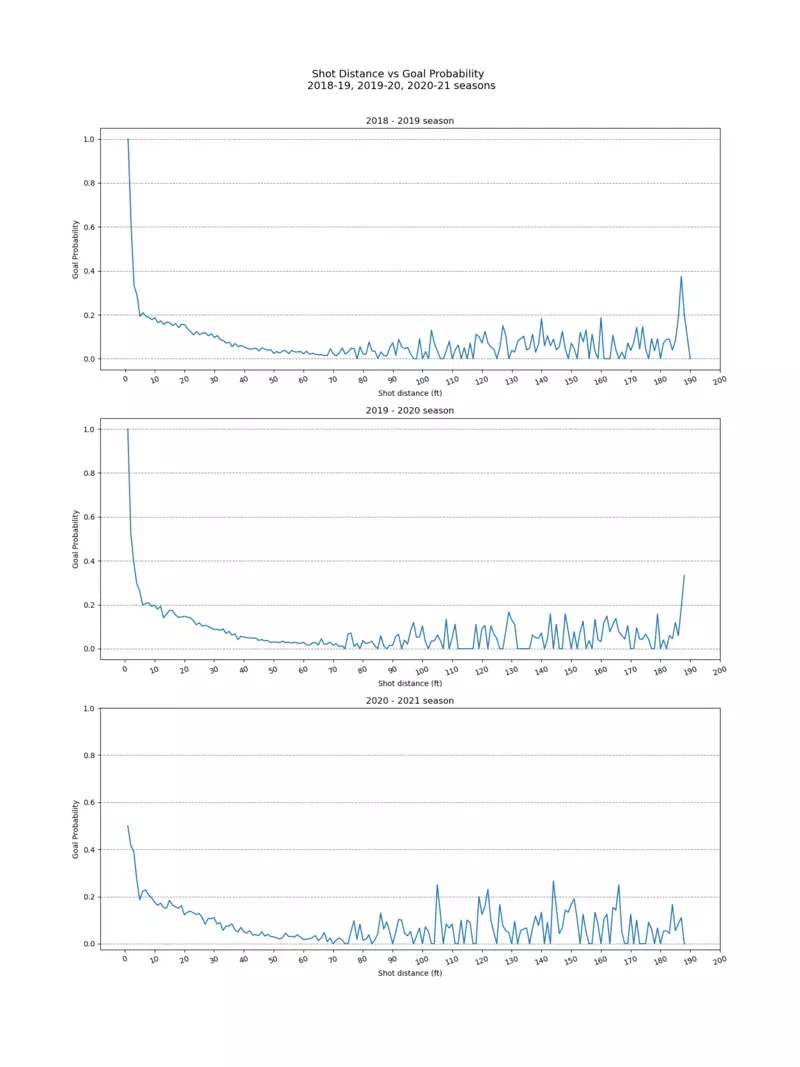 Shot Distance vs Goal Probability
2018-19, 2019-20, 2020-21 seasons
2018 - 2019 season
1.0
0.8
0.6
0.4
0.2
0.0
Goal Probability
0 10 20 30 40 50 60 70 80 90 100 110 120 130 140 150 160 170 180 190 200
Shot distance (ft)
2019 - 2020 season
1.0
0.8
0.6
0.4
0.2
0.0
Goal Probability
0 10 20 30 40 50 60 70 80 90 100 110 120 130 140 150 160 170 180 190 200
Shot distance (ft)
2020 - 2021 season
1.0
0.8
0.6
0.4
0.2
0.0
Goal Probability
0 10 20 30 40 50 60 70 80 90 100 110 120 130 140 150 160 170 180 190 200
Shot distance (ft)